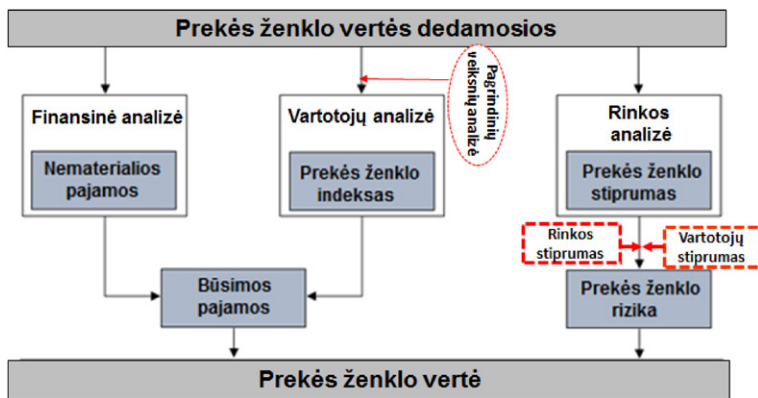 Prekės ženklo vertės dedamosios
Pagrindinių
veiksnių analizė
Finansinė analizė
Nematerialios
pajamos
Vartotojų analizė
Prekės ženklo
indeksas
Rinkos
analizė
Prekės ženklo
stiprumas
Rinkos
stiprumas
Vartotojų
stiprumas
Būsimos
pajamos
Prekės ženklo
rizika
Prekės ženklo vertė